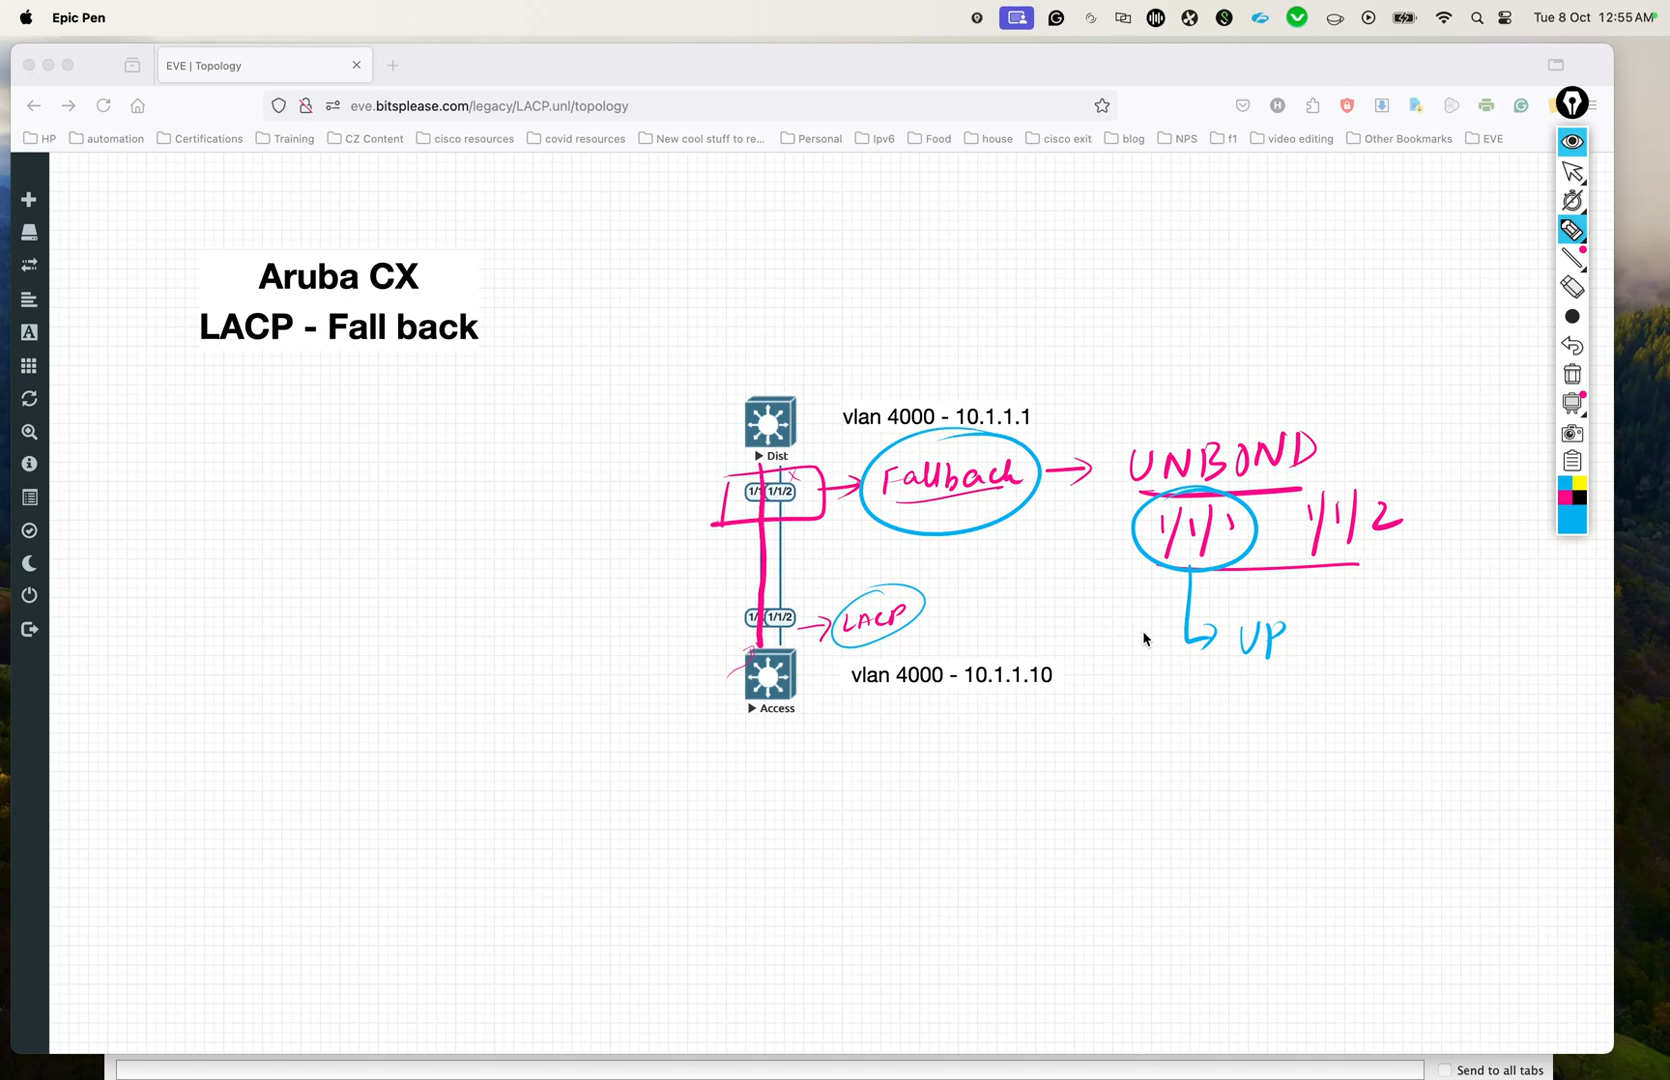 Epic Pen
Tue 8 Oct 12:55 AM
EVE | Topology
eve.bitsplease.com/legacy/LACP.unl/topology
HP
automation
Certifications
Training
CZ Content
cisco resources
covid resources
New cool stuff to re...
Personal
Ipv6
Food
house
cisco exit
blog
NPS
f1
video editing
Other Bookmarks
EVE
Aruba CX
LACP - Fall back
vlan 4000 - 10.1.1.1
Dist
1/1/2
Fallback
UNBOND
1/1/1 1/1/2
1/1/2
LACP
UP
vlan 4000 - 10.1.1.10
Access
Send to all tabs